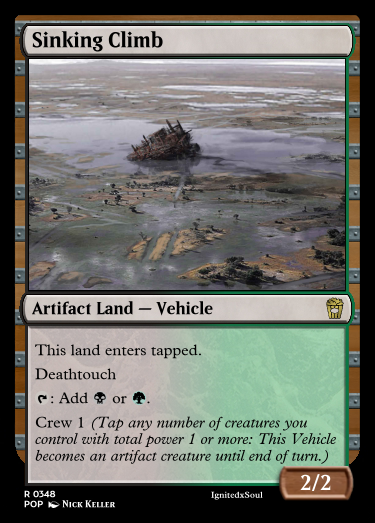 Sinking Climb
Artifact Land — Vehicle
This land enters tapped.
Deathtouch
: Add or .
Crew 1 (Tap any number of creatures you
control with total power 1 or more: This Vehicle
becomes an artifact creature until end of turn.)
2/2
R 0348
POP Nick Keller
IgnitedxSoul